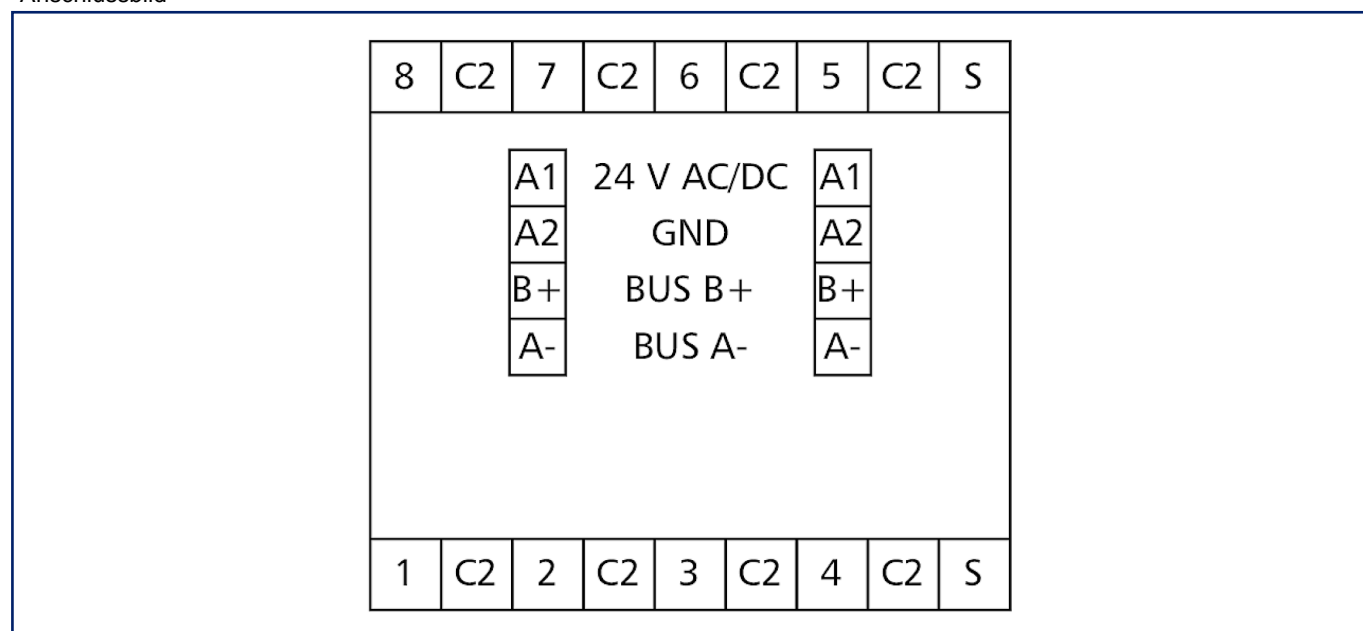 Anschlussbild
8 C2 7 C2 6 C2 5 C2 S
A1 24 V AC/DC A1
A2 GND A2
B+ BUS B+ B+
A- BUS A- A-
1 C2 2 C2 3 C2 4 C2 S